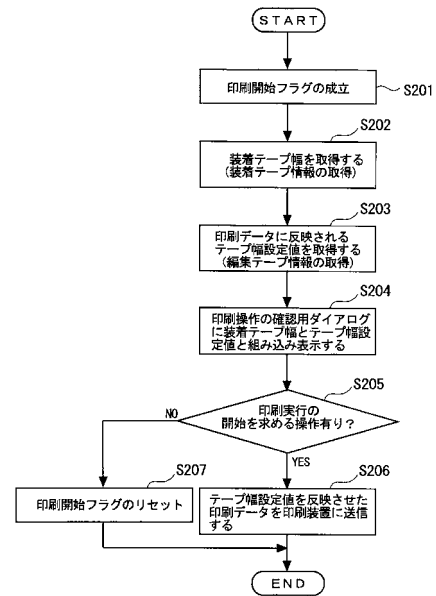 START
印刷開始フラグの成立
S201
S202
装着テープ幅を取得する
(装着テープ情報の取得)
S203
印刷データに反映される
テープ幅設定値を取得する
(編集テープ情報の取得)
S204
印刷操作の確認用ダイアログ
に装着テープ幅とテープ幅設
定値と組み込み表示する
S205
印刷実行の
開始を求める操作有り?
NO
YES
S207
印刷開始フラグのリセット
S206
テープ幅設定値を反映させた
印刷データを印刷装置に送信
する
END